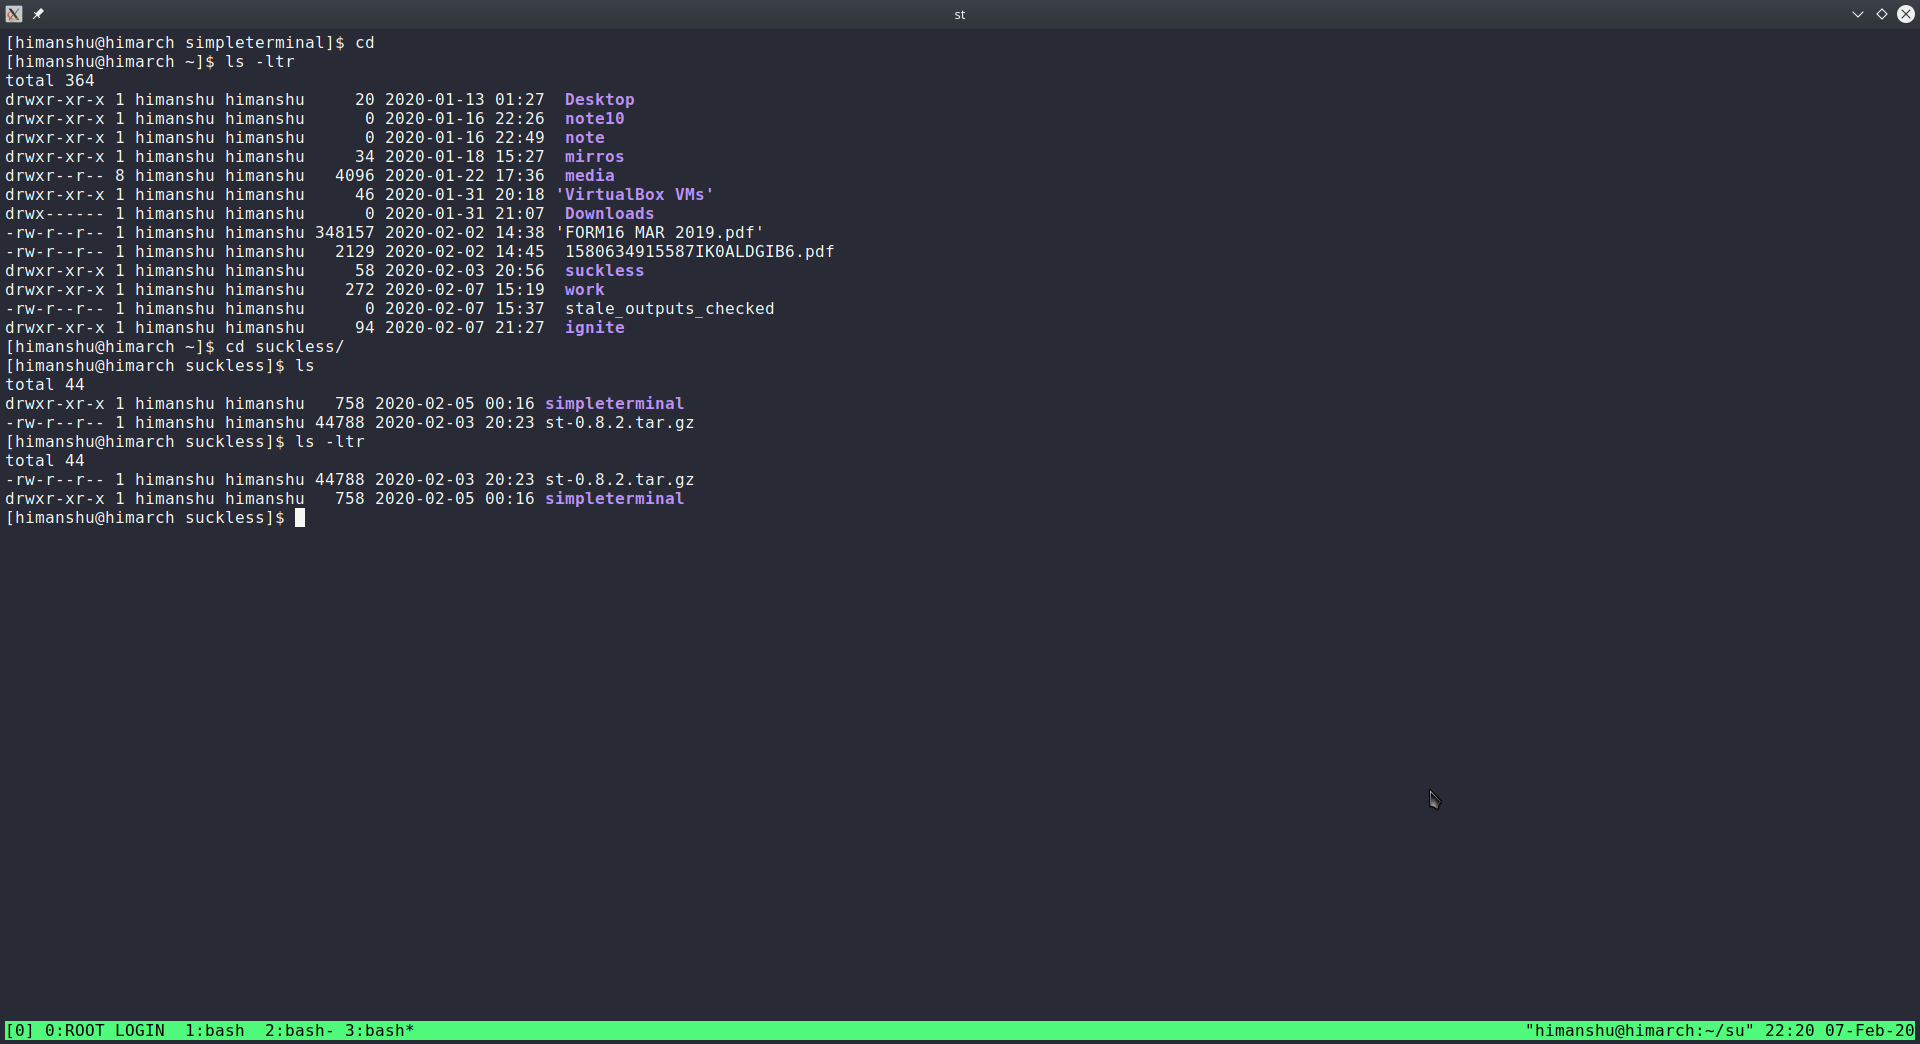 st
[himanshu@himarch simpleterminal]$ cd
[himanshu@himarch ~]$ ls -ltr
total 364
drwxr-xr-x 1 himanshu himanshu     20 2020-01-13 01:27  Desktop
drwxr-xr-x 1 himanshu himanshu      0 2020-01-16 22:26  note10
drwxr-xr-x 1 himanshu himanshu      0 2020-01-16 22:49  note
drwxr-xr-x 1 himanshu himanshu     34 2020-01-18 15:27  mirros
drwxr--r-- 8 himanshu himanshu   4096 2020-01-22 17:36  media
drwxr-xr-x 1 himanshu himanshu     46 2020-01-31 20:18 'VirtualBox VMs'
drwx------ 1 himanshu himanshu      0 2020-01-31 21:07  Downloads
-rw-r--r-- 1 himanshu himanshu 348157 2020-02-02 14:38 'FORM16 MAR 2019.pdf'
-rw-r--r-- 1 himanshu himanshu   2129 2020-02-02 14:45  1580634915587IK0ALDGIB6.pdf
drwxr-xr-x 1 himanshu himanshu     58 2020-02-03 20:56  suckless
drwxr-xr-x 1 himanshu himanshu    272 2020-02-07 15:19  work
-rw-r--r-- 1 himanshu himanshu      0 2020-02-07 15:37  stale_outputs_checked
drwxr-xr-x 1 himanshu himanshu     94 2020-02-07 21:27  ignite
[himanshu@himarch ~]$ cd suckless/
[himanshu@himarch suckless]$ ls
total 44
drwxr-xr-x 1 himanshu himanshu   758 2020-02-05 00:16 simpleterminal
-rw-r--r-- 1 himanshu himanshu 44788 2020-02-03 20:23 st-0.8.2.tar.gz
[himanshu@himarch suckless]$ ls -ltr
total 44
-rw-r--r-- 1 himanshu himanshu 44788 2020-02-03 20:23 st-0.8.2.tar.gz
drwxr-xr-x 1 himanshu himanshu   758 2020-02-05 00:16 simpleterminal
[himanshu@himarch suckless]$
[0] 0:ROOT LOGIN  1:bash  2:bash- 3:bash* "himanshu@himarch:~/su" 22:20 07-Feb-20